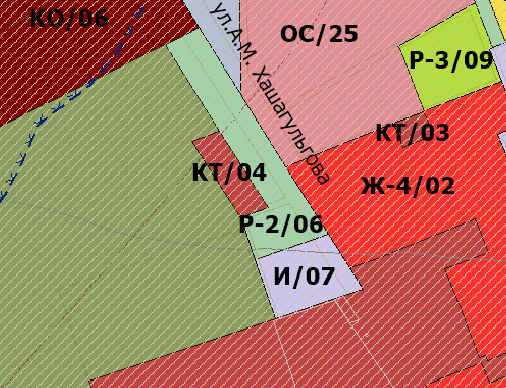 КО/06
ул.А.М. Хашагульгова
ОС/25
Р-3/09
КТ/03
КТ/04
Ж-4/02
Р-2/06
И/07